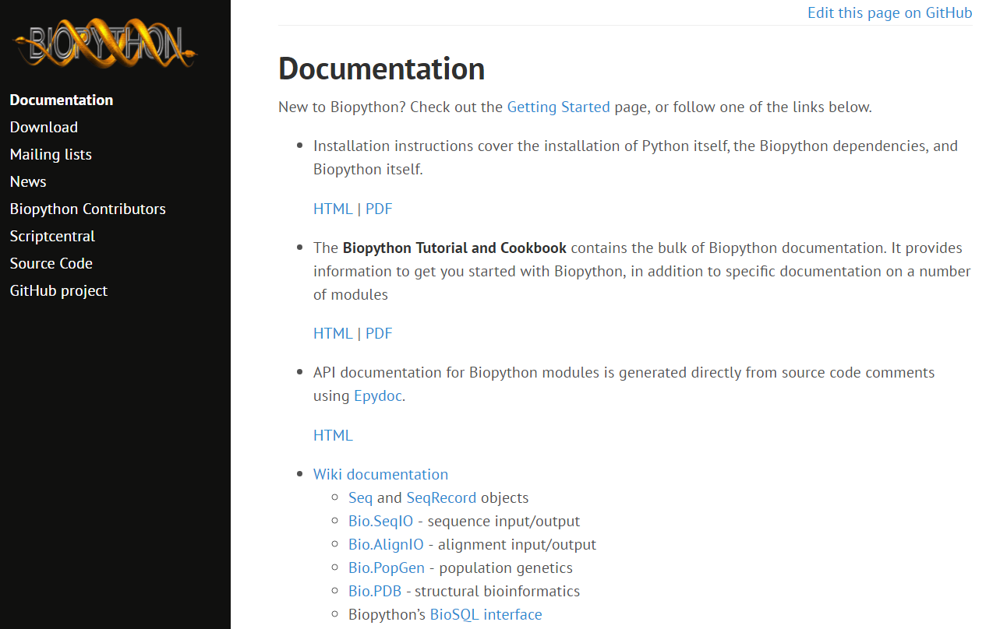 BIOPYTHON
Documentation
Download
Mailing lists
News
Biopython Contributors
Scriptcentral
Source Code
GitHub project
Edit this page on GitHub
Documentation
New to Biopython? Check out the Getting Started page, or follow one of the links below.
Installation instructions cover the installation of Python itself, the Biopython dependencies, and
Biopython itself.
HTML | PDF
The Biopython Tutorial and Cookbook contains the bulk of Biopython documentation. It provides
information to get you started with Biopython, in addition to specific documentation on a number
of modules
HTML | PDF
API documentation for Biopython modules is generated directly from source code comments
using Epydoc.
HTML
Wiki documentation
Seq and SeqRecord objects
Bio.SeqIO - sequence input/output
Bio.AlignIO - alignment input/output
Bio.PopGen - population genetics
Bio.PDB - structural bioinformatics
Biopython’s BioSQL interface